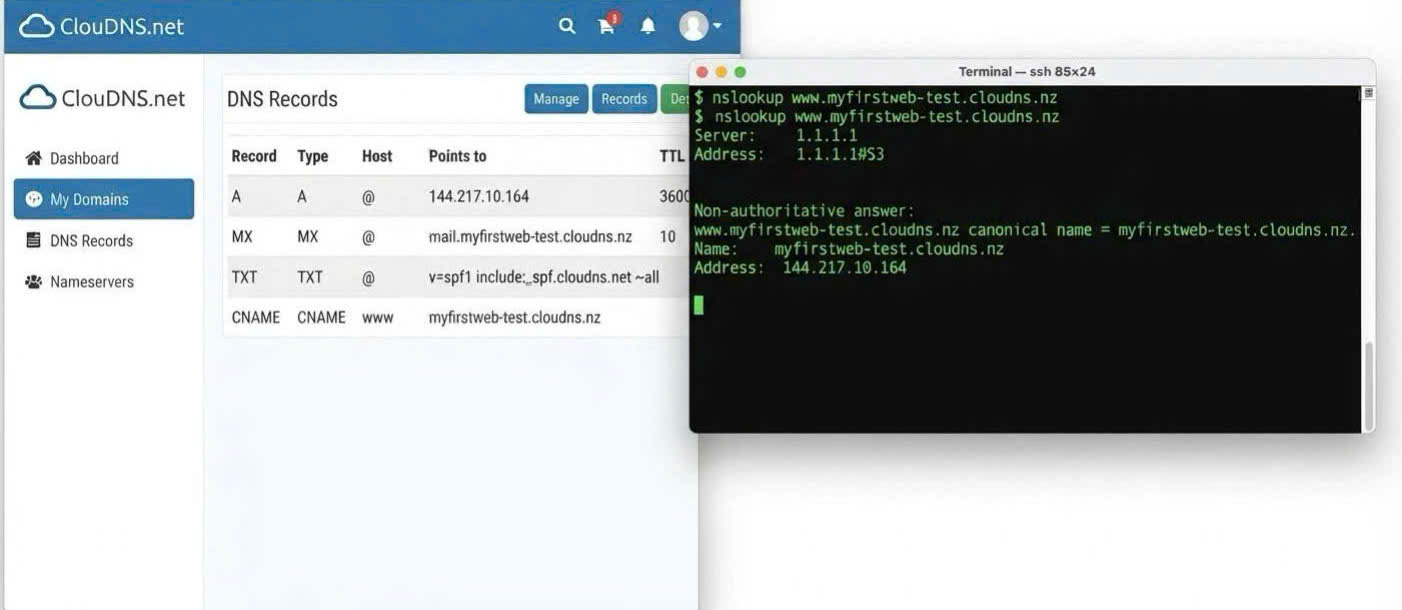 ClouDNS.net
9
ClouDNS.net
Dashboard
My Domains
DNS Records
Nameservers
DNS Records
Manage
Records
Record Type Host Points to TTL
A A @ 144.217.10.164 3600
MX MX @ mail.myfirstweb-test.cloudns.nz 10
TXT TXT @ v=spf1 include:_spf.cloudns.net ~all
CNAME CNAME www myfirstweb-test.cloudns.nz
Terminal — ssh 85×24
$ nslookup www.myfirstweb-test.cloudns.nz
$ nslookup www.myfirstweb-test.cloudns.nz
Server: 1.1.1.1
Address: 1.1.1.1#S3
Non-authoritative answer:
www.myfirstweb-test.cloudns.nz canonical name = myfirstweb-test.cloudns.nz.
Name: myfirstweb-test.cloudns.nz
Address: 144.217.10.164